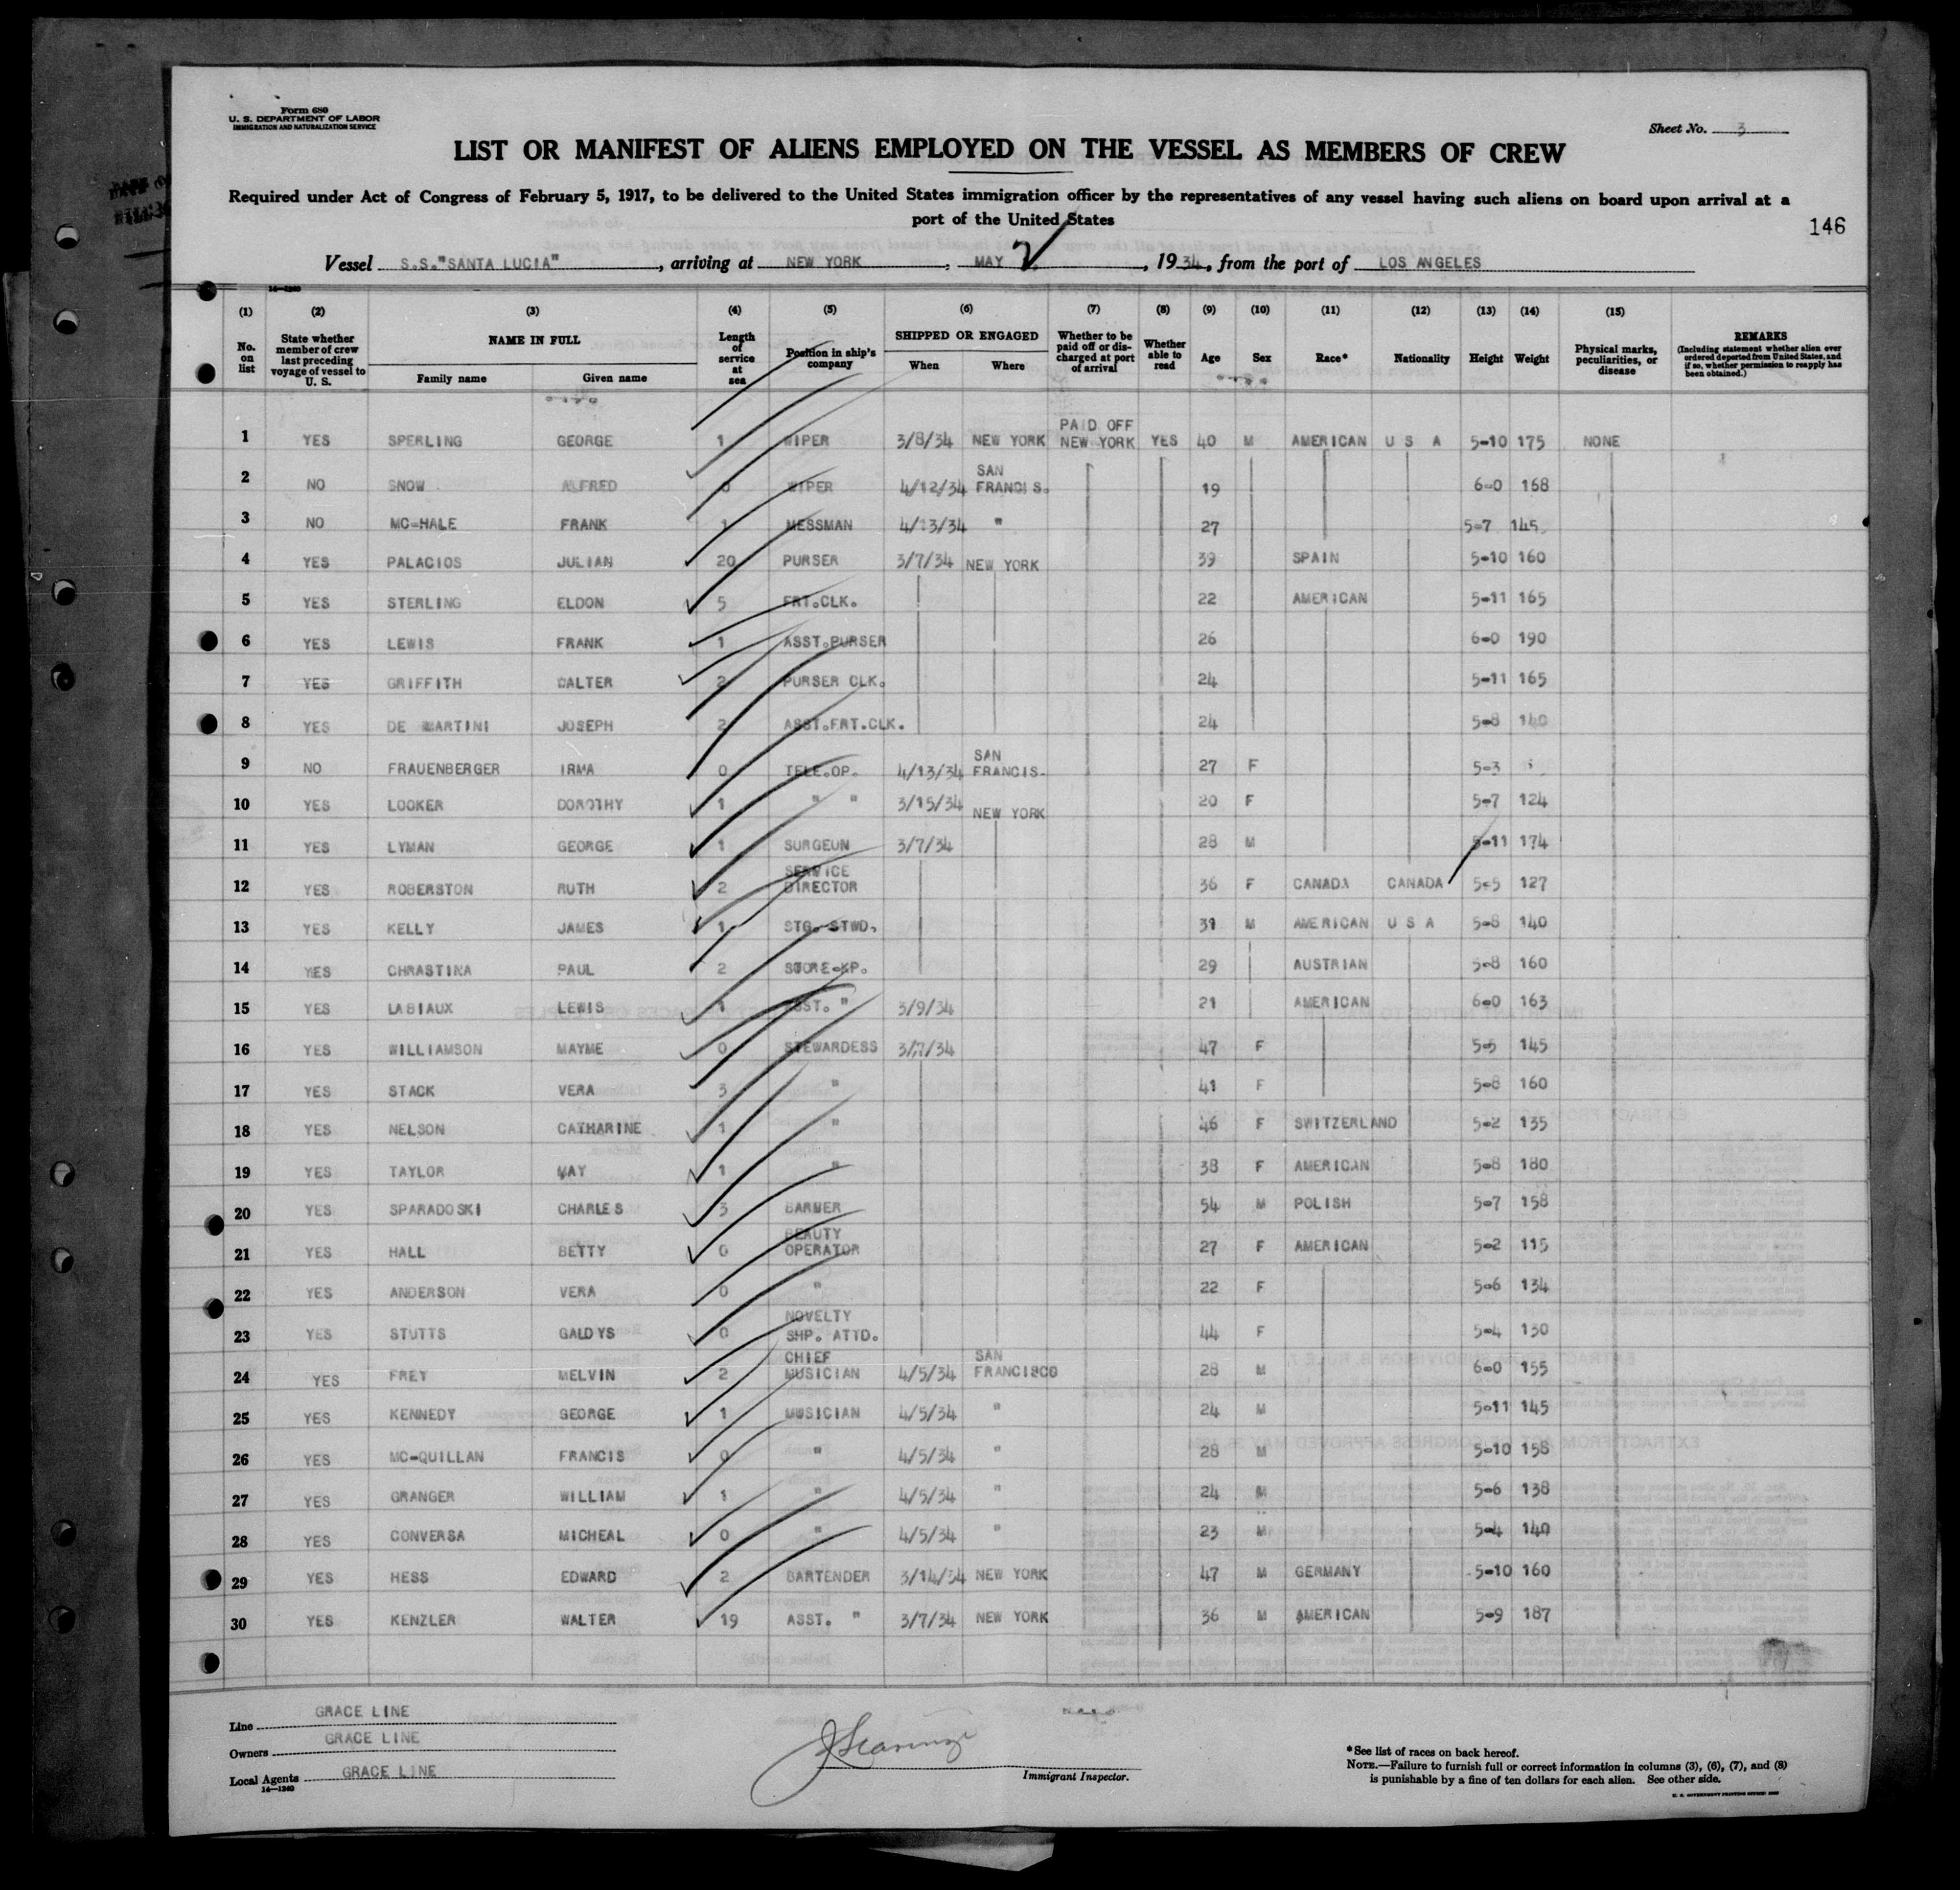 Form 680
U. S. DEPARTMENT OF LABOR
IMMIGRATION AND NATURALIZATION SERVICE
Sheet No. 3
LIST OR MANIFEST OF ALIENS EMPLOYED ON THE VESSEL AS MEMBERS OF CREW
Required under Act of Congress of February 5, 1917, to be delivered to the United States immigration officer by the representatives of any vessel having such aliens on board upon arrival at a
port of the United States
146
Vessel S.S."SANTA LUCIA", arriving at NEW YORK, MAY 2, 1934, from the port of LOS ANGELES
14—1240
(1) (2) (3) (4) (5) (6) (7) (8) (9) (10) (11) (12) (13) (14) (15)
No. on list | State whether member of crew last preceding voyage of vessel to U. S. | NAME IN FULL | Family name | Given name | Length of service at sea | Position in ship's company | SHIPPED OR ENGAGED | When | Where | Whether to be paid off or discharged at port of arrival | Whether able to read | Age | Sex | Race* | Nationality | Height | Weight | Physical marks, peculiarities, or disease | REMARKS (Including statement whether alien ever ordered deported from United States, and if so, whether permission to reapply has been obtained.)
1 YES SPERLING GEORGE 1 WIPER 3/8/34 NEW YORK PAID OFF NEW YORK YES 40 M AMERICAN U S A 5-10 175 NONE
2 NO SNOW ALFRED 0 WIPER 4/12/34 SAN FRANCIS. 19 6-0 168
3 NO MC-HALE FRANK 1 MESSMAN 4/13/34 " 27 5-7 145
4 YES PALACIOS JULIAN 20 PURSER 3/7/34 NEW YORK 39 SPAIN 5-10 160
5 YES STERLING ELDON 5 FRT.CLK. 22 AMERICAN 5-11 165
6 YES LEWIS FRANK 1 ASST.PURSER 26 6-0 190
7 YES GRIFFITH WALTER 2 PURSER CLK. 24 5-11 165
8 YES DE MARTINI JOSEPH 2 ASST.FRT.CLK. 24 5-8 140
9 NO FRAUENBERGER IRMA 0 TELE.OP. 4/13/34 SAN FRANCIS- 27 F 5-3
10 YES LOOKER DOROTHY 1 " " 3/15/34 NEW YORK 20 F 5-7 124
11 YES LYMAN GEORGE 1 SURGEON 3/7/34 28 M 5-11 174
12 YES ROBERSTON RUTH 2 SERVICE DIRECTOR 36 F CANADA CANADA 5-5 127
13 YES KELLY JAMES 1 STG. STWD. 39 M AMERICAN U S A 5-8 140
14 YES CHRASTINA PAUL 2 STORE-KP. 29 AUSTRIAN 5-8 160
15 YES LABIAUX LEWIS 1 ASST. " 3/9/34 21 AMERICAN 6-0 163
16 YES WILLIAMSON MAYME 0 STEWARDESS 3/7/34 47 F 5-5 145
17 YES STACK VERA 3 " 41 F 5-8 160
18 YES NELSON CATHARINE 1 " 46 F SWITZERLAND 5-2 135
19 YES TAYLOR MAY 1 " 38 F AMERICAN 5-8 180
20 YES SPARADOSKI CHARLES 3 BARBER 54 M POLISH 5-7 158
21 YES HALL BETTY 0 BEAUTY OPERATOR 27 F AMERICAN 5-2 115
22 YES ANDERSON VERA 0 " 22 F 5-6 134
23 YES STUTTS GALDYS 0 NOVELTY SHP. ATTD. 44 F 5-4 130
24 YES FREY MELVIN 2 CHIEF MUSICIAN 4/5/34 SAN FRANCISCO 28 M 6-0 155
25 YES KENNEDY GEORGE 1 MUSICIAN 4/5/34 " 24 M 5-11 145
26 YES MC-QUILLAN FRANCIS 0 " 4/5/34 " 28 M 5-10 158
27 YES GRANGER WILLIAM 1 " 4/5/34 " 24 M 5-6 138
28 YES CONVERSA MICHEAL 0 " 4/5/34 " 23 M 5-4 140
29 YES HESS EDWARD 2 BARTENDER 3/14/34 NEW YORK 47 M GERMANY 5-10 160
30 YES KENZLER WALTER 19 ASST. " 3/7/34 NEW YORK 36 M AMERICAN 5-9 187
Line GRACE LINE
Owners GRACE LINE
Local Agents GRACE LINE
14—1240
Immigrant Inspector.
*See list of races on back hereof.
NOTE.—Failure to furnish full or correct information in columns (3), (6), (7), and (8)
is punishable by a fine of ten dollars for each alien. See other side.